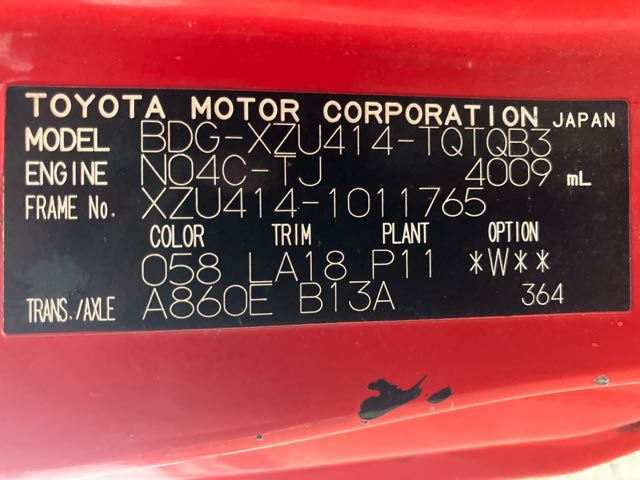 TOYOTA MOTOR CORPORATION JAPAN
MODEL BDG-XZU414-TQTQB3
ENGINE N04C-TJ 4009 mL
FRAME No. XZU414-1011765
COLOR TRIM PLANT OPTION
058 LA18 P11 *W**
TRANS./AXLE A860E B13A 364